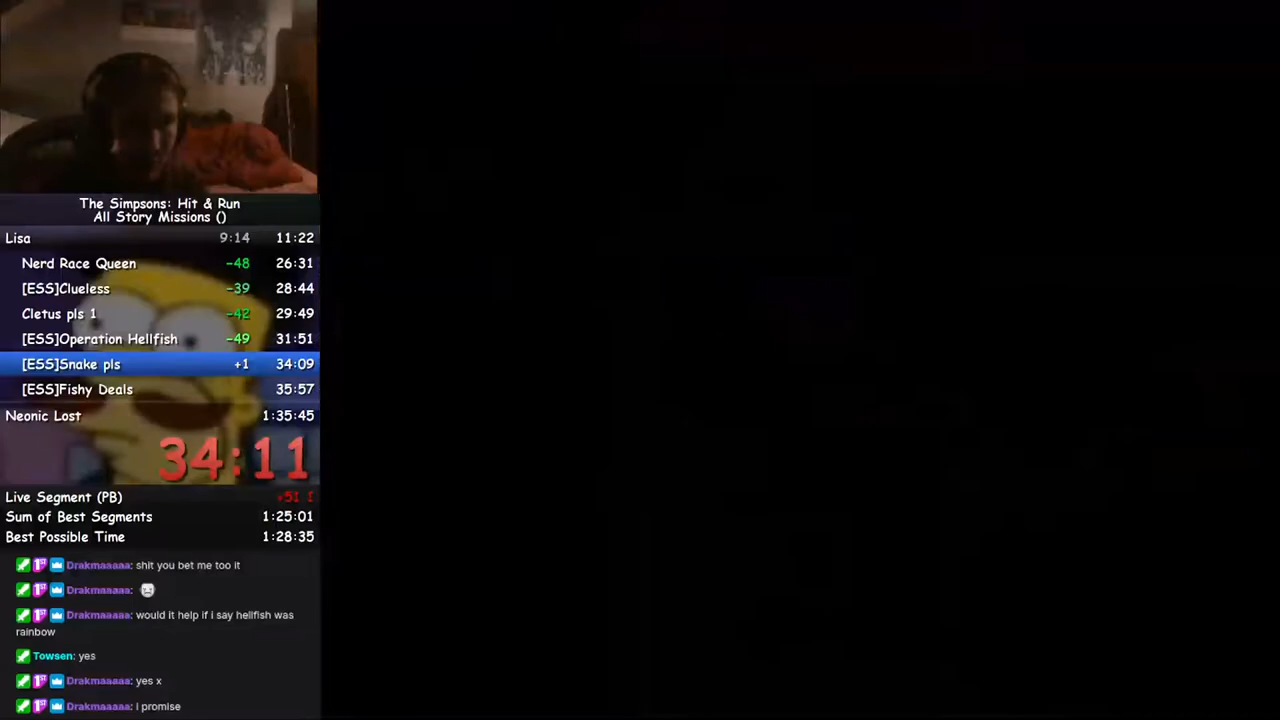 The Simpsons: Hit & Run
All Story Missions ()
Lisa 9:14 11:22
Nerd Race Queen -48 26:31
[ESS]Clueless -39 28:44
Cletus pls 1 -42 29:49
[ESS]Operation Hellfish -49 31:51
[ESS]Snake pls +1 34:09
[ESS]Fishy Deals 35:57
Neonic Lost 1:35:45
34:11
Live Segment (PB) +51.1
Sum of Best Segments 1:25:01
Best Possible Time 1:28:35
Drakmaaaaa: shit you bet me too it
Drakmaaaaa:
Drakmaaaaa: would it help if i say hellfish was
rainbow
Towsen: yes
Drakmaaaaa: yes x
Drakmaaaaa: i promise